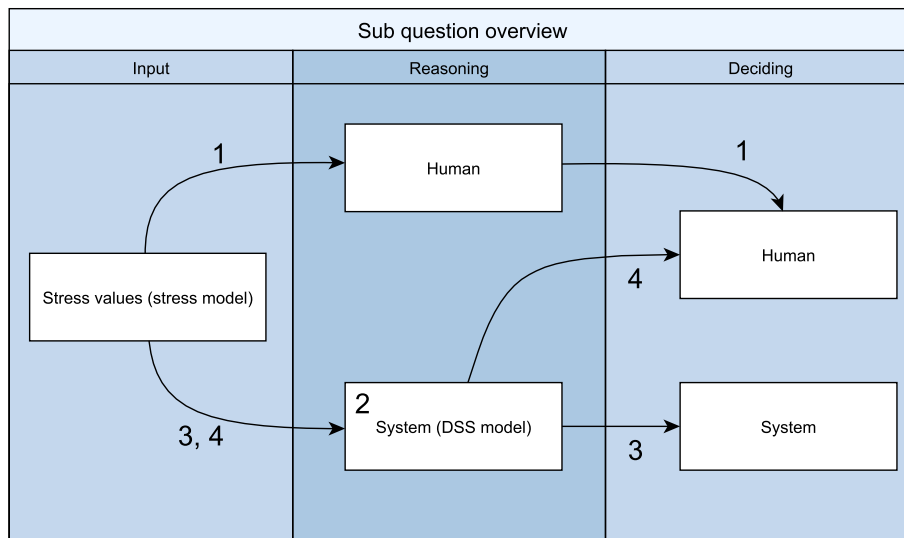 Sub question overview
Input
Reasoning
Deciding
1
Human
1
Human
Stress values (stress model)
4
3, 4
2
System (DSS model)
3
System